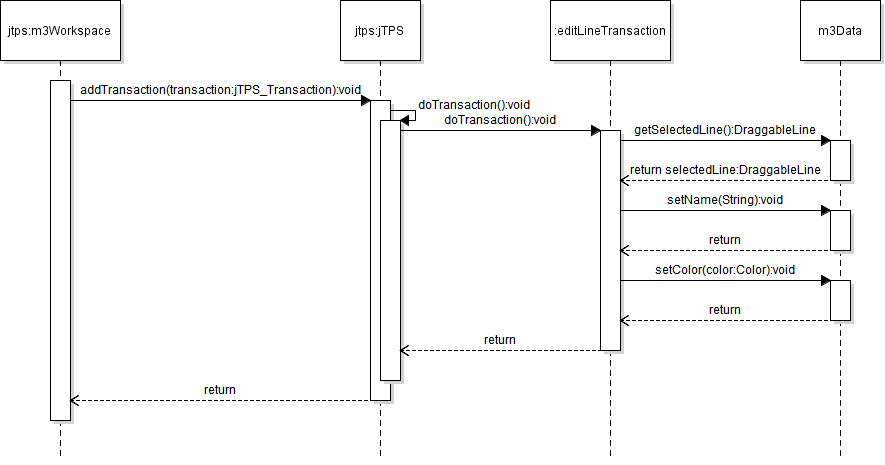 jtps:m3Workspace
jtps:jTPS
:editLineTransaction
m3Data
addTransaction(transaction:jTPS_Transaction):void
doTransaction():void
doTransaction():void
getSelectedLine():DraggableLine
return selectedLine:DraggableLine
setName(String):void
return
setColor(color:Color):void
return
return
return